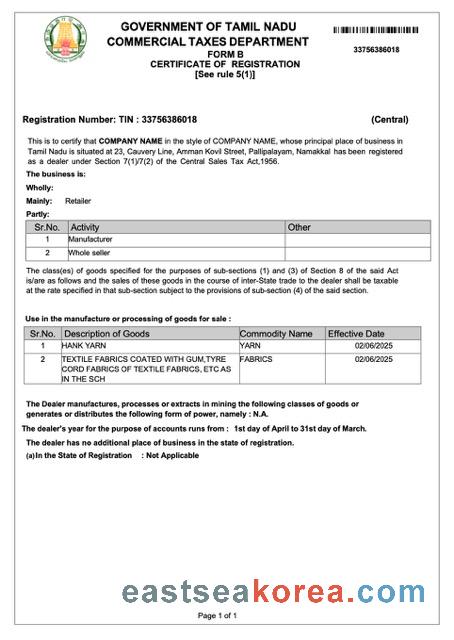 GOVERNMENT OF TAMIL NADU
COMMERCIAL TAXES DEPARTMENT
FORM B
CERTIFICATE OF REGISTRATION
[See rule 5(1)]
33756386018
Registration Number: TIN : 33756386018 (Central)
This is to certify that COMPANY NAME in the style of COMPANY NAME, whose principal place of business in
Tamil Nadu is situated at 23, Cauvery Line, Amman Kovil Street, Pallipalayam, Namakkal has been registered
as a dealer under Section 7(1)/7(2) of the Central Sales Tax Act,1956.
The business is:
Wholly:
Mainly: Retailer
Partly:
Sr.No. Activity Other
1 Manufacturer
2 Whole seller
The class(es) of goods specified for the purposes of sub-sections (1) and (3) of Section 8 of the said Act
is/are as follows and the sales of these goods in the course of inter-State trade to the dealer shall be taxable
at the rate specified in that sub-section subject to the provisions of sub-section (4) of the said section.
Use in the manufacture or processing of goods for sale :
Sr.No. Description of Goods Commodity Name Effective Date
1 HANK YARN YARN 02/06/2025
2 TEXTILE FABRICS COATED WITH GUM,TYRE FABRICS 02/06/2025
CORD FABRICS OF TEXTILE FABRICS, ETC AS
IN THE SCH
The Dealer manufactures, processes or extracts in mining the following classes of goods or
generates or distributes the following form of power, namely : N.A.
The dealer's year for the purpose of accounts runs from : 1st day of April to 31st day of March.
The dealer has no additional place of business in the state of registration.
(a)In the State of Registration : Not Applicable
eastseakorea.com
Page 1 of 1